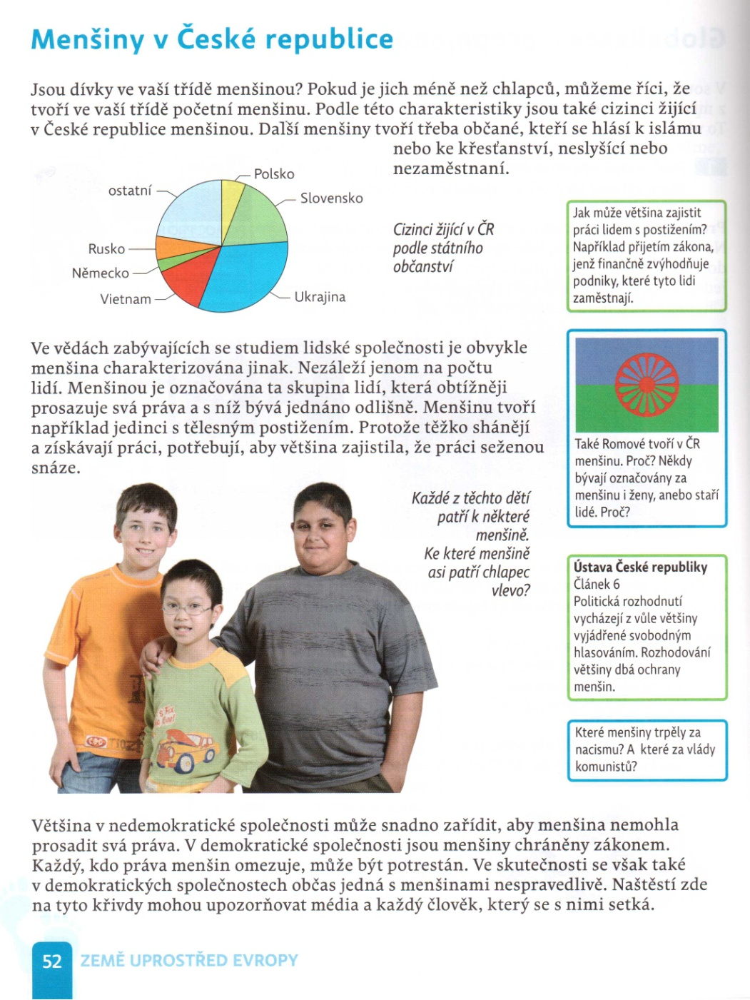 Menšiny v České republice
Jsou dívky ve vaší třídě menšinou? Pokud je jich méně než chlapců, můžeme říci, že
tvoří ve vaší třídě početní menšinu. Podle této charakteristiky jsou také cizinci žijící
v České republice menšinou. Další menšiny tvoří třeba občané, kteří se hlásí k islámu
nebo ke křesťanství, neslyšící nebo
nezaměstnaní.
Polsko
ostatní
Slovensko
Rusko
Německo
Vietnam
Ukrajina
Cizinci žijící v ČR
podle státního
občanství
Jak může většina zajistit
práci lidem s postižením?
Například přijetím zákona,
jenž finančně zvýhodňuje
podniky, které tyto lidi
zaměstnají.
Ve vědách zabývajících se studiem lidské společnosti je obvykle
menšina charakterizována jinak. Nezáleží jenom na počtu
lidí. Menšinou je označována ta skupina lidí, která obtížněji
prosazuje svá práva a s níž bývá jednáno odlišně. Menšinu tvoří
například jedinci s tělesným postižením. Protože těžko shánějí
a získávají práci, potřebují, aby většina zajistila, že práci seženou
snáze.
Také Romové tvoří v ČR
menšinu. Proč? Někdy
bývají označovány za
menšinu i ženy, anebo staří
lidé. Proč?
Každé z těchto dětí
patří k některé
menšině.
Ke které menšině
asi patří chlapec
vlevo?
Ústava České republiky
Článek 6
Politická rozhodnutí
vycházejí z vůle většiny
vyjádřené svobodným
hlasováním. Rozhodování
většiny dbá ochrany
menšin.
Které menšiny trpěly za
nacismu? A které za vlády
komunistů?
Většina v nedemokratické společnosti může snadno zařídit, aby menšina nemohla
prosadit svá práva. V demokratické společnosti jsou menšiny chráněny zákonem.
Každý, kdo práva menšin omezuje, může být potrestán. Ve skutečnosti se však také
v demokratických společnostech občas jedná s menšinami nespravedlivě. Naštěstí zde
na tyto křivdy mohou upozorňovat média a každý člověk, který se s nimi setká.
52 ZEMĚ UPROSTŘED EVROPY